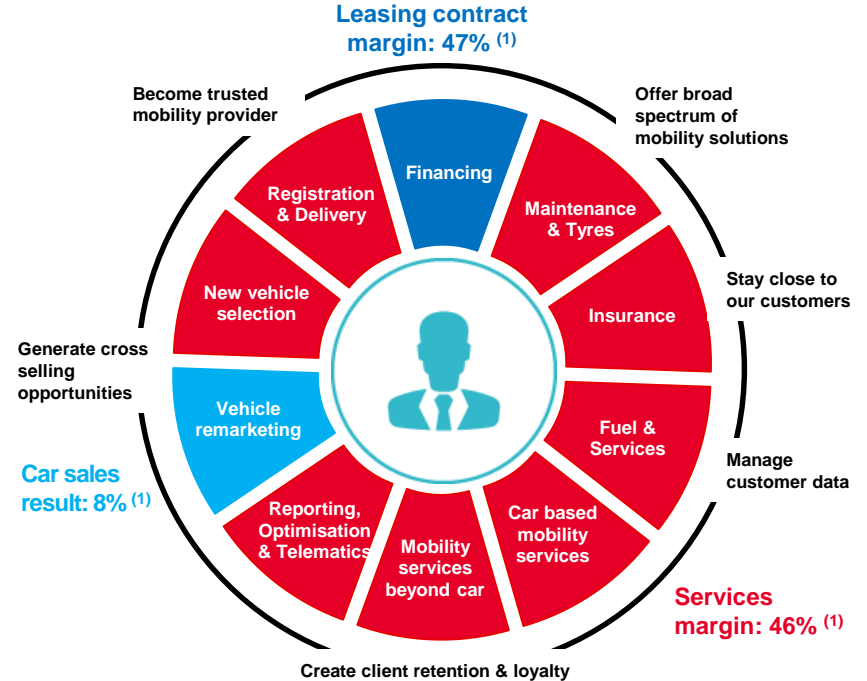 Leasing contract
margin: 47% (1)
Become trusted
mobility provider
Offer broad
spectrum of
mobility solutions
Financing
Registration
& Delivery
Maintenance
& Tyres
New vehicle
selection
Insurance
Stay close to
our customers
Generate cross
selling
opportunities
Vehicle
remarketing
Fuel &
Services
Manage
customer data
Car sales
result: 8% (1)
Reporting,
Optimisation
& Telematics
Mobility
services
beyond car
Car based
mobility
services
Services
margin: 46% (1)
Create client retention & loyalty